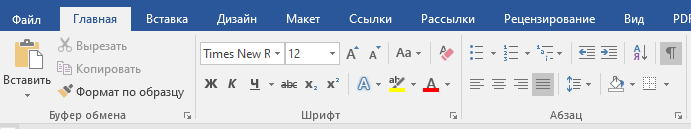 Файл Главная Вставка Дизайн Макет Ссылки Рассылки Рецензирование Вид PDF
Вырезать
Копировать
Формат по образцу
Вставить
Буфер обмена
Times New R 12 Aa
Ж К Ч abc x₂ x² A ab A
Шрифт
А Я ¶
Абзац